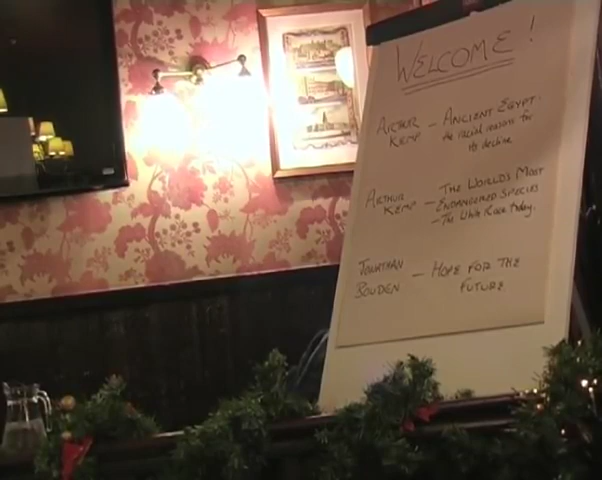 WELCOME!
ARTHUR KEMP — ANCIENT EGYPT.
the racial reasons for
its decline
ARTHUR KEMP — THE WORLD'S MOST
ENDANGERED SPECIES
– The White Race today.
JONATHAN BOWDEN — HOPE FOR THE
FUTURE